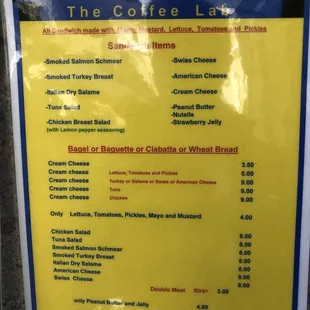 The Coffee Lab
All Sandwich made with Mayo, Mustard, Lettuce, Tomatoes and Pickles
Sandwich Items
-Smoked Salmon Schmear
-Swiss Cheese
-Smoked Turkey Breast
-American Cheese
-Italian Dry Salame
-Cream Cheese
-Tuna Salad
-Peanut Butter
-Nutella
-Chicken Breast Salad
-Strawberry Jelly
(with Lemon pepper seasoning)
Bagel or Baguette or Ciabatta or Wheat Bread
Cream Cheese 3.50
Cream Cheese Lettuce, Tomatoes and Pickles 5.00
Cream Cheese Turkey or Salame or Swiss or American Cheese 9.00
Cream Cheese Tuna 9.00
Cream Cheese Chicken 9.00
Only Lettuce, Tomatoes, Pickles, Mayo and Mustard 4.00
Chicken Salad 8.00
Tuna Salad 8.00
Smoked Salmon Schmear 8.00
Smoked Turkey Breast 8.00
Italian Dry Salame 8.00
American Cheese 6.00
Swiss Cheese 6.00
Double Meat Xtra+ 3.00
only Peanut Butter and Jelly 4.00